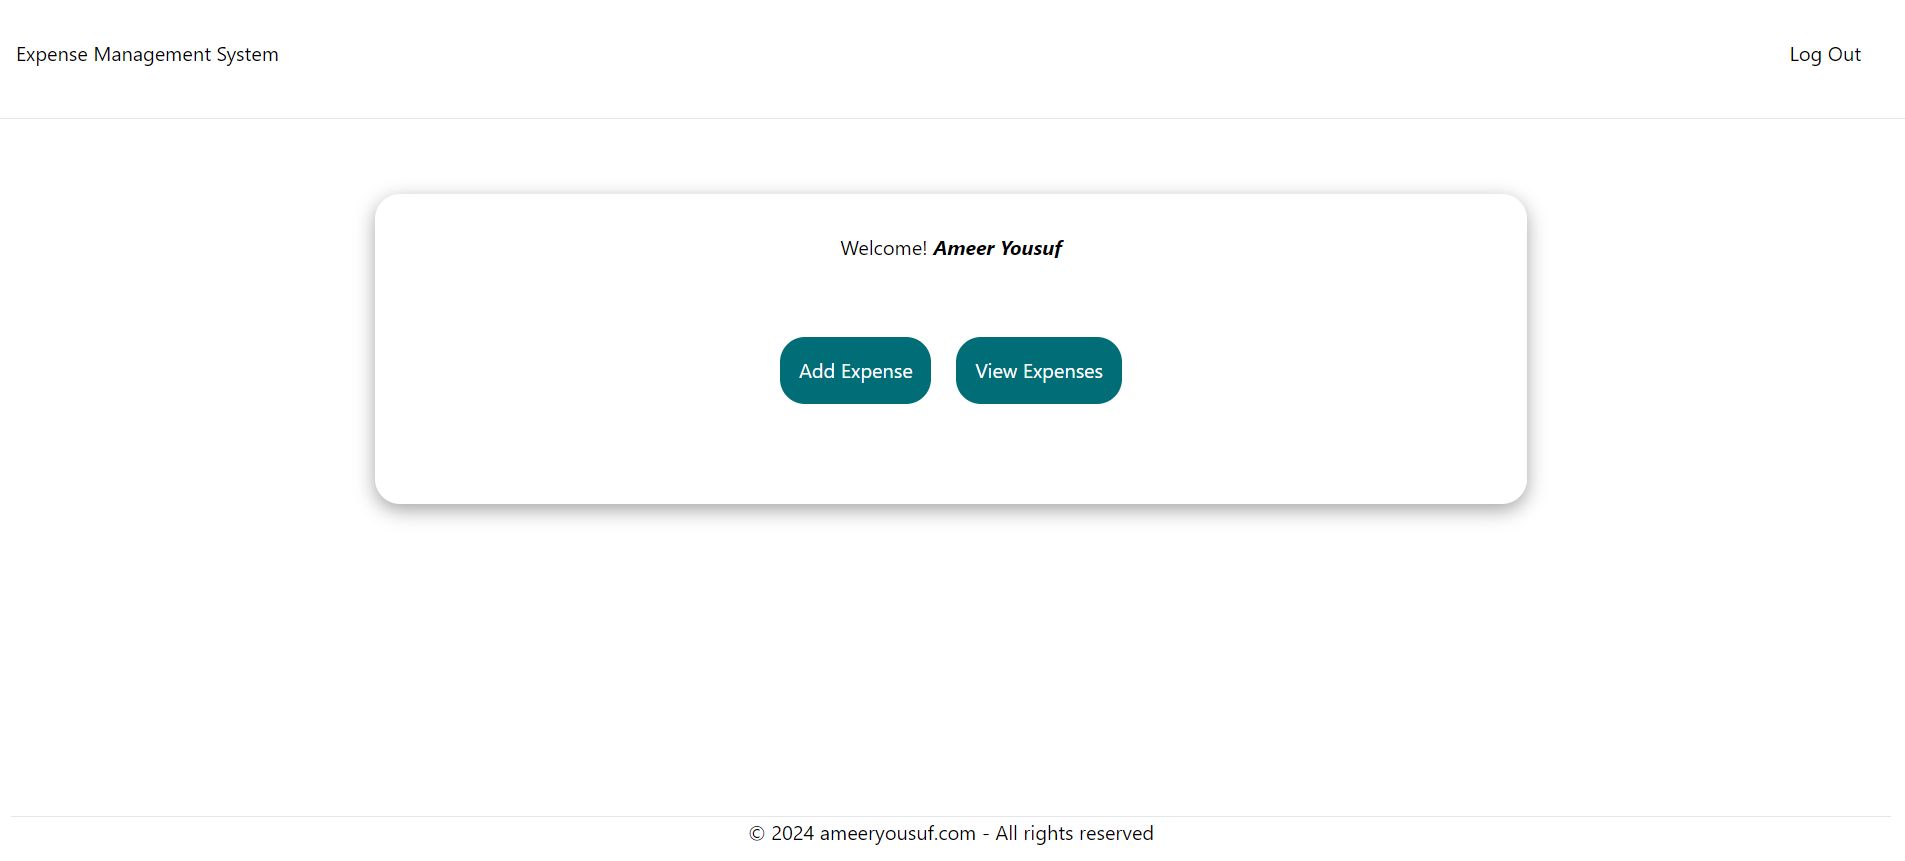 Expense Management System
Log Out
Welcome! Ameer Yousuf
Add Expense
View Expenses
© 2024 ameeryousuf.com - All rights reserved